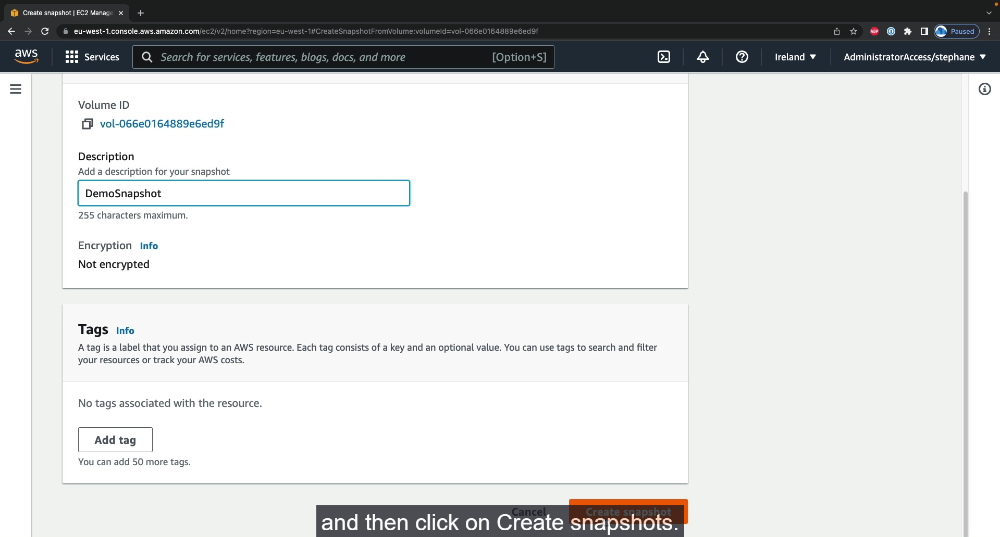 Create snapshot | EC2 Manage
eu-west-1.console.aws.amazon.com/ec2/v2/home?region=eu-west-1#CreateSnapshotFromVolume:volumeId=vol-066e0164889e6ed9f
ABP
Paused
aws
Services
Search for services, features, blogs, docs, and more
[Option+S]
Ireland
AdministratorAccess/stephane
Volume ID
vol-066e0164889e6ed9f
Description
Add a description for your snapshot
DemoSnapshot
255 characters maximum.
Encryption Info
Not encrypted
Tags Info
A tag is a label that you assign to an AWS resource. Each tag consists of a key and an optional value. You can use tags to search and filter
your resources or track your AWS costs.
No tags associated with the resource.
Add tag
You can add 50 more tags.
Cancel
Create snapshot
and then click on Create snapshots.